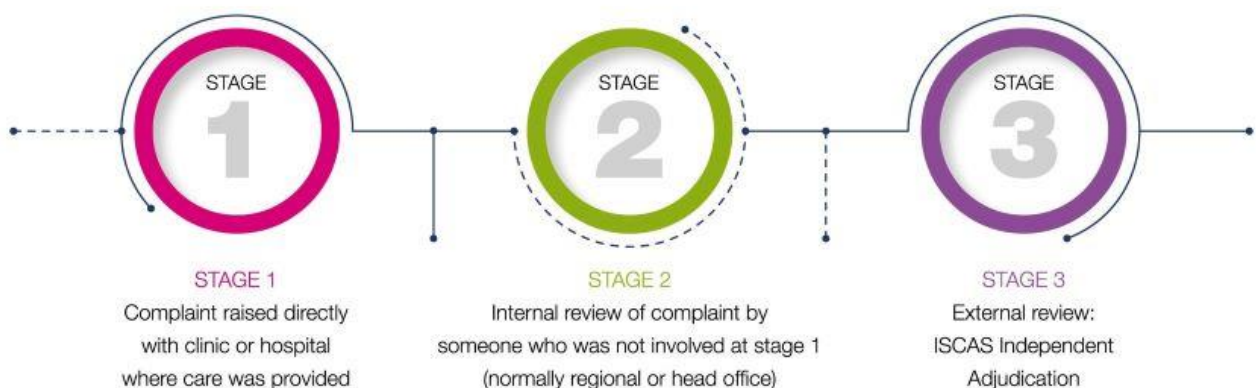 STAGE
1
STAGE
2
STAGE
3
STAGE 1
Complaint raised directly
with clinic or hospital
where care was provided
STAGE 2
Internal review of complaint by
someone who was not involved at stage 1
(normally regional or head office)
STAGE 3
External review:
ISCAS Independent
Adjudication